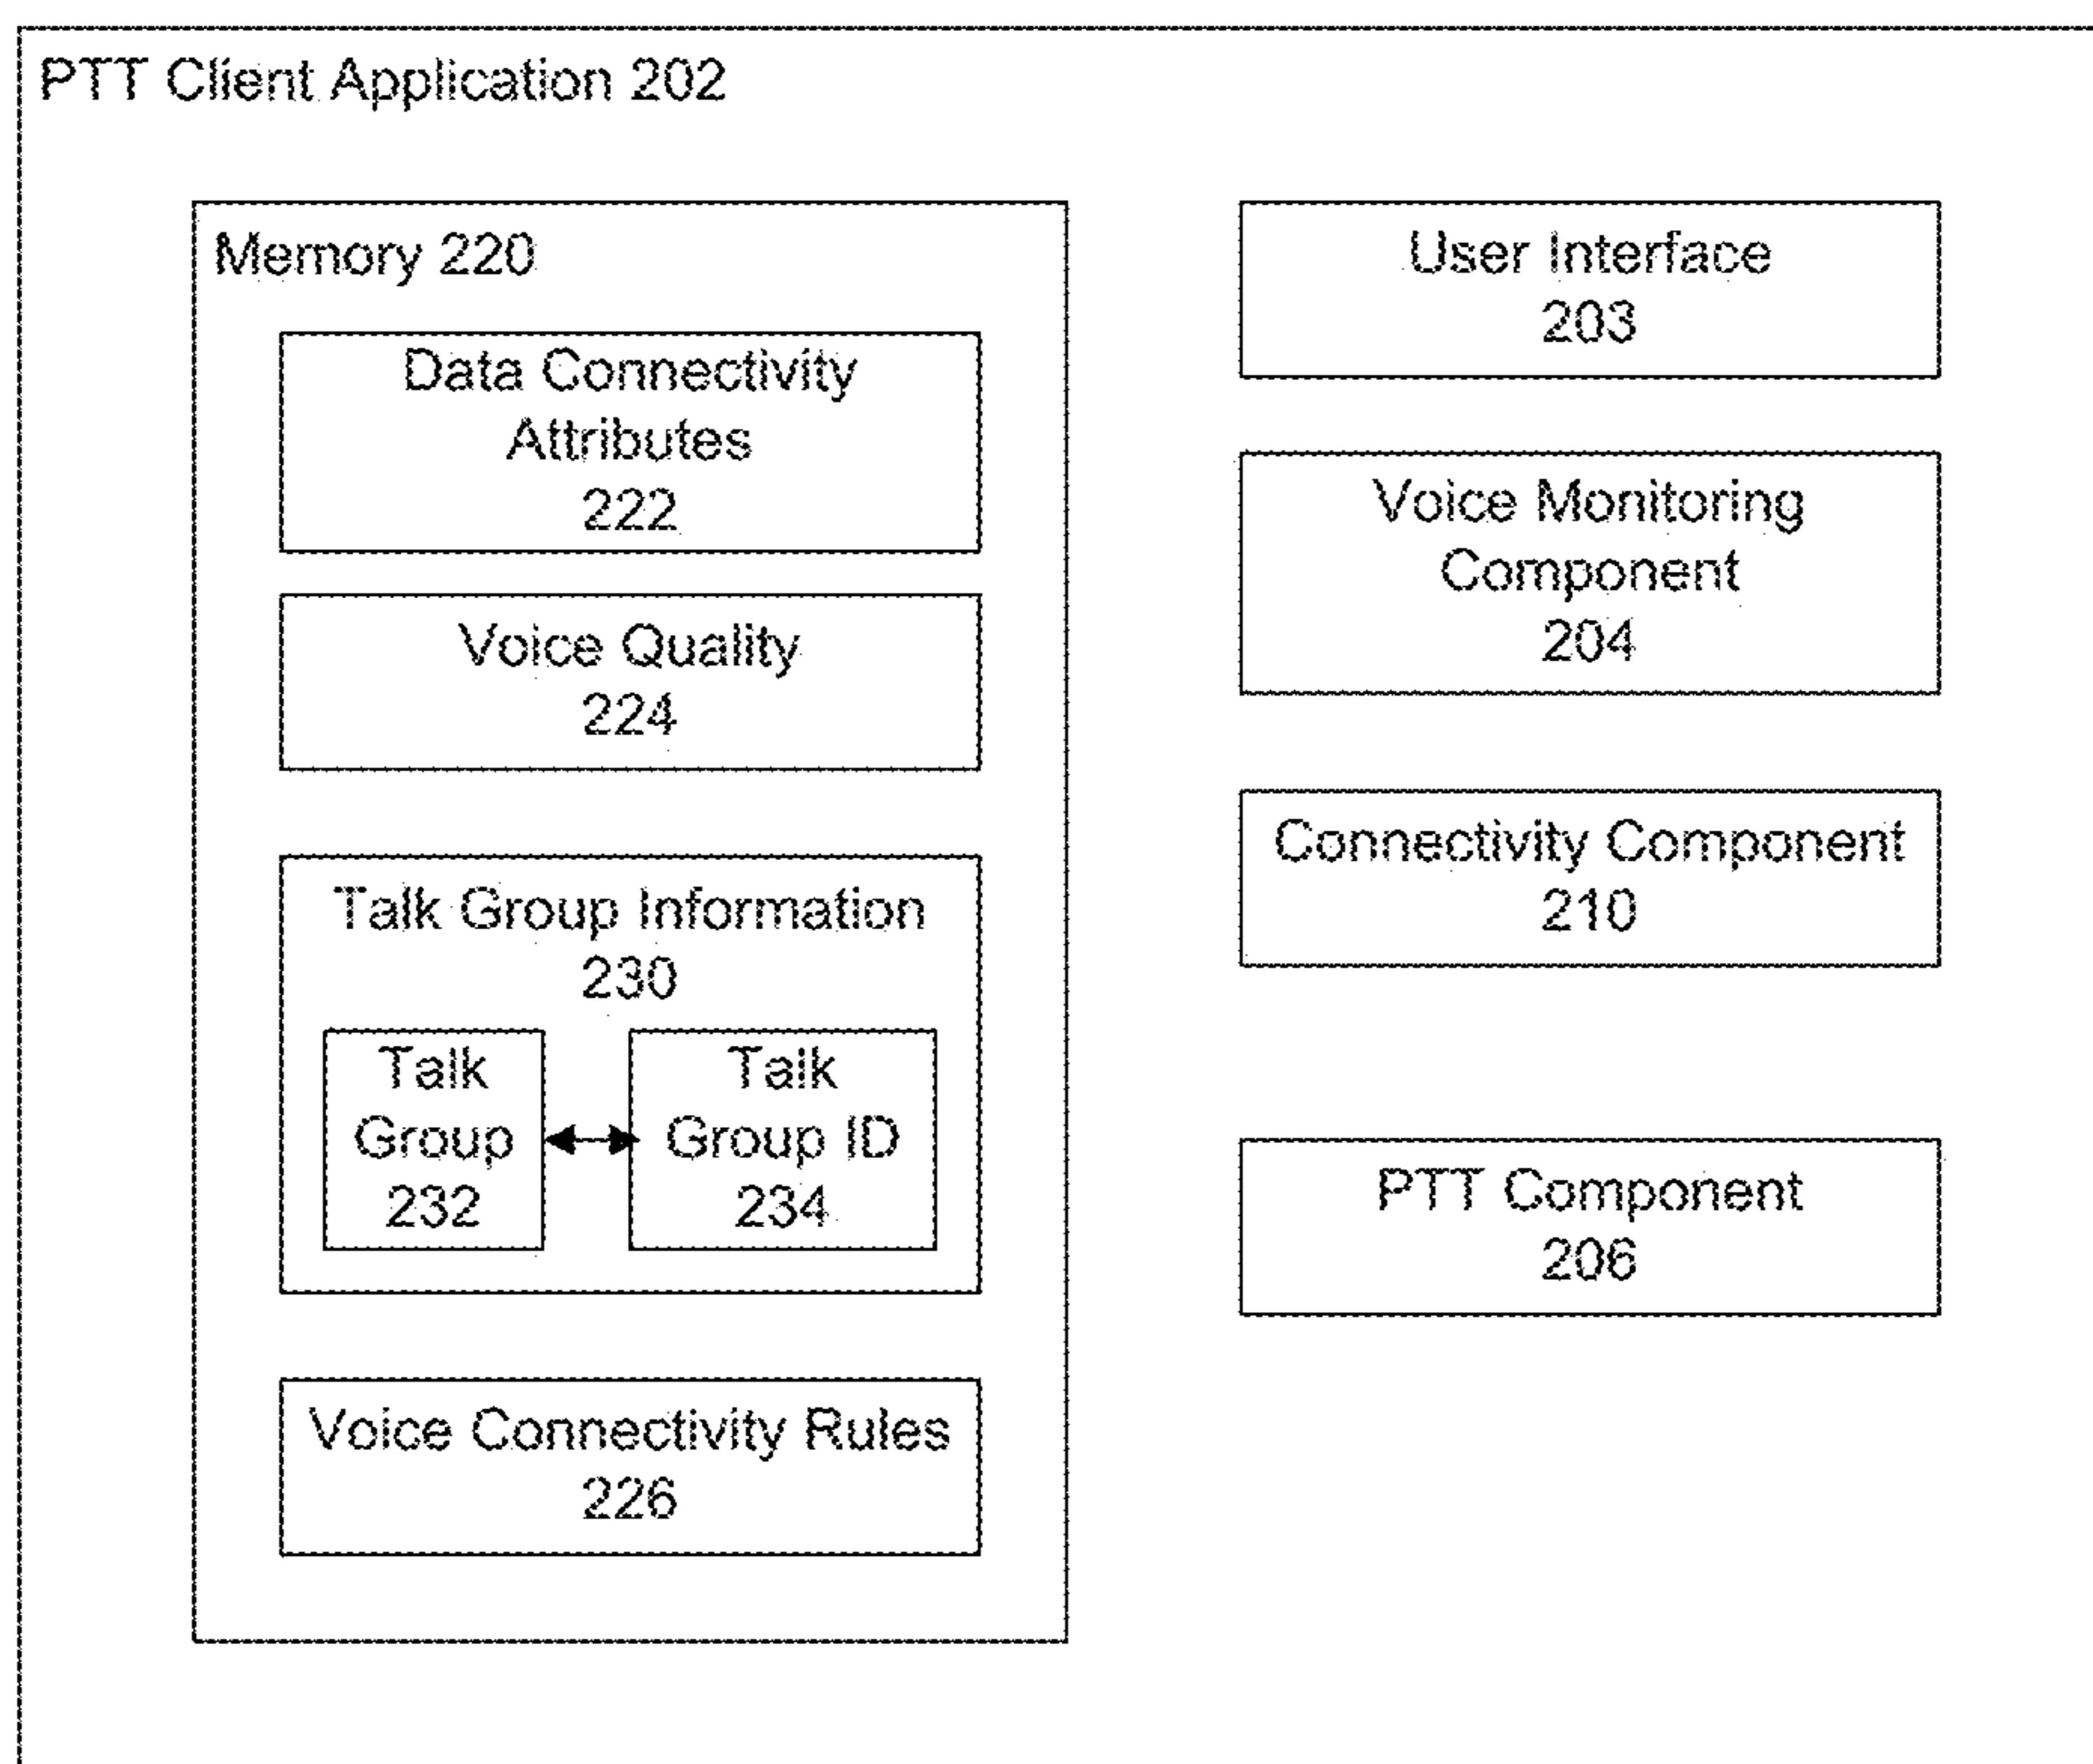 PTT Client Application 202
Memory 220
Data Connectivity
Attributes
222
Voice Quality
224
Talk Group Information
230
Talk
Group
232
Talk
Group ID
234
Voice Connectivity Rules
226
User Interface
203
Voice Monitoring
Component
204
Connectivity Component
210
PTT Component
206